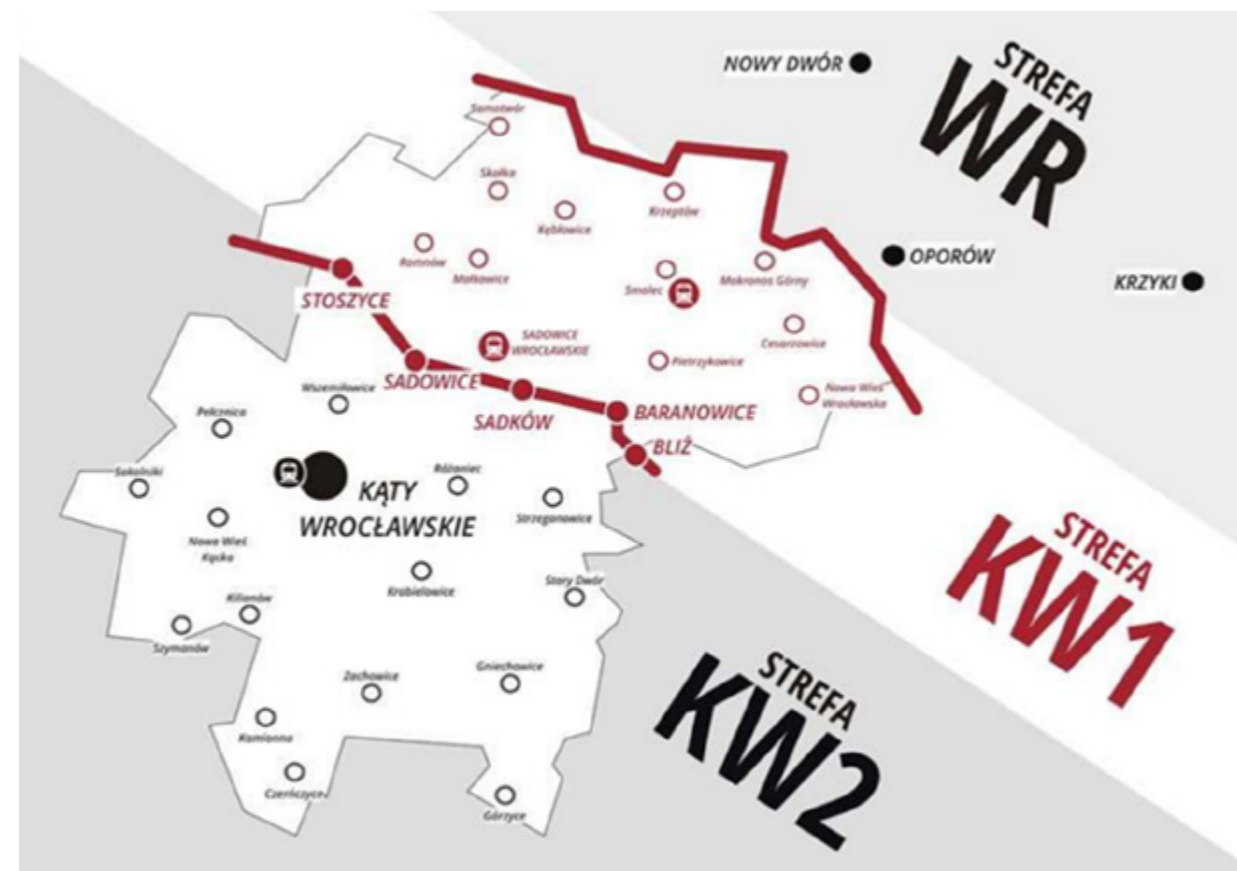 NOWY DWÓR
STREFA
WR
Samotwór
Skałka
Kębłowice
Krzeptów
OPORÓW
KRZYKI
Romnów
Małkowice
Smolec
Mokronos Górny
STOSZYCE
SADOWICE
WROCŁAWSKIE
Cesarzowice
Pietrzykowice
SADOWICE
Wszemiłowice
Nowa Wieś
Wrocławska
Pełcznica
SADKÓW
BARANOWICE
BLIŻ
Sokolniki
Różaniec
KĄTY
WROCŁAWSKIE
Strzeganowice
Nowa Wieś
Kącka
STREFA
KW1
Krobielowice
Stary Dwór
Kilianów
Szymanów
Zachowice
Gniechowice
STREFA
KW2
Kamionna
Czerńczyce
Górzyce